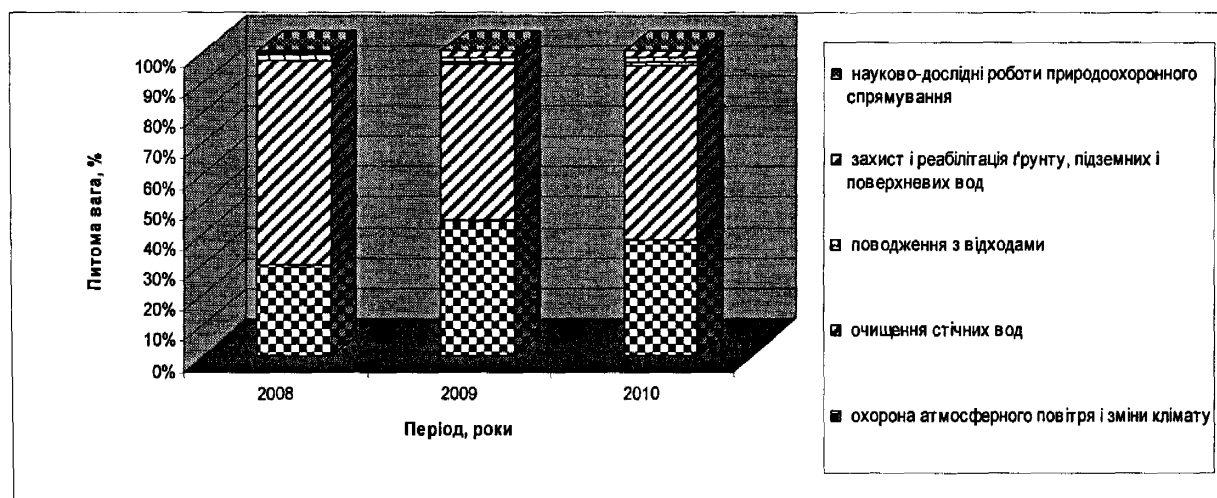 100%
90%
80%
70%
60%
50%
40%
30%
20%
10%
0%
Питома вага, %
2008
2009
2010
Період, роки
науково-дослідні роботи природоохоронного
спрямування
захист і реабілітація ґрунту, підземних і
поверхневих вод
поводження з відходами
очищення стічних вод
охорона атмосферного повітря і зміни клімату